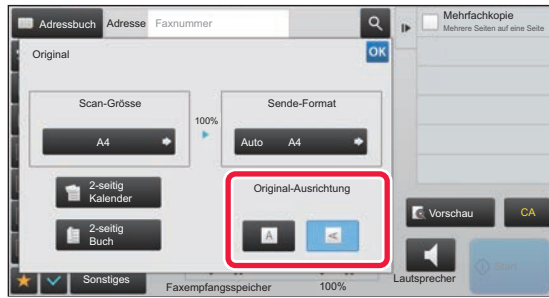 Adressbuch
Adresse
Faxnummer
Mehrfachkopie
Mehrere Seiten auf eine Seite
Original
OK
Scan-Grösse
100%
Sende-Format
A4
Auto A4
2-seitig
Kalender
Original-Ausrichtung
2-seitig
Buch
A
A
Vorschau
CA
Sonstiges
Faxempfangsspeicher
100%
Lautsprecher
Start